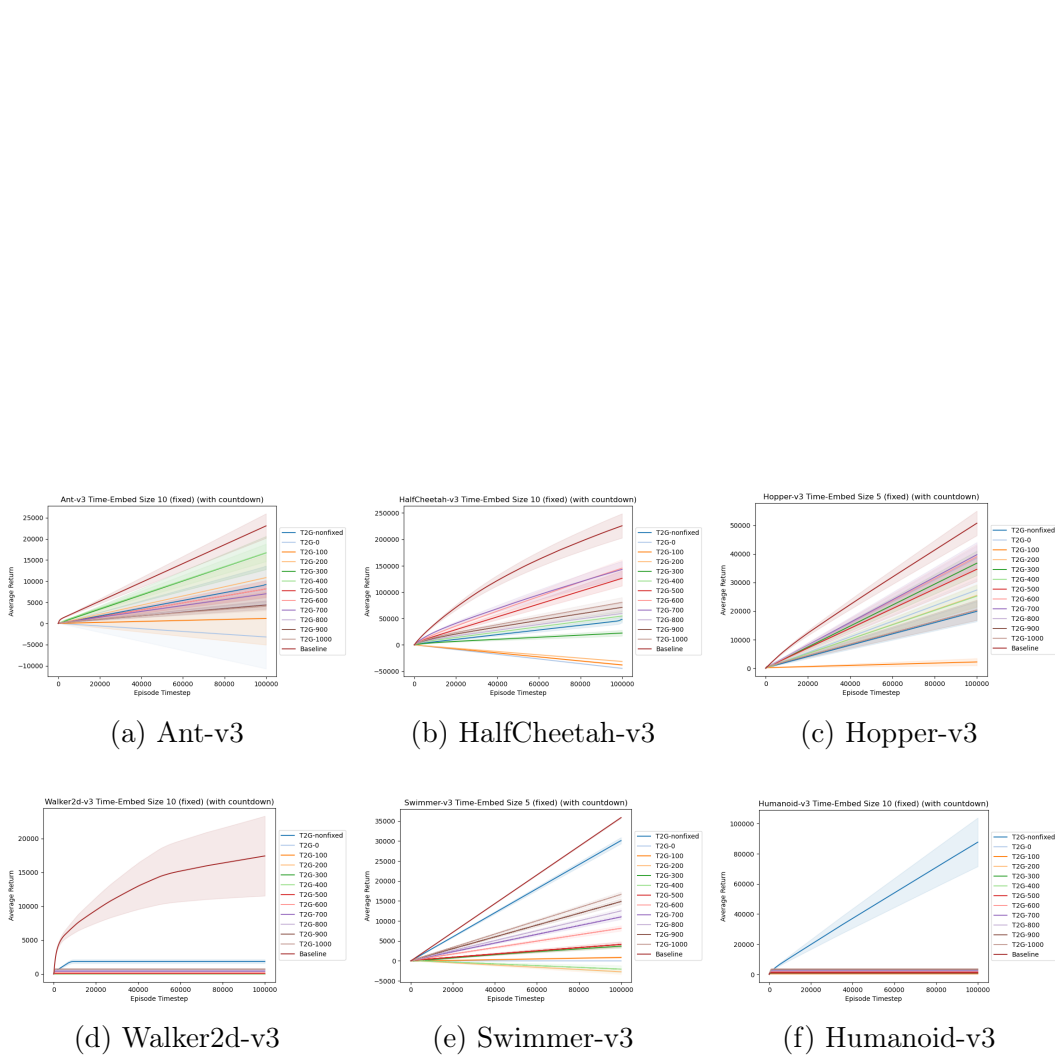 Ant-v3 Time-Embed Size 10 (fixed) (with countdown)
Average Return
25000
20000
15000
10000
5000
0
−5000
−10000
0 20000 40000 60000 80000 100000
Episode Timestep
T2G-nonfixed
T2G-0
T2G-100
T2G-200
T2G-300
T2G-400
T2G-500
T2G-600
T2G-700
T2G-800
T2G-900
T2G-1000
Baseline
(a) Ant-v3
HalfCheetah-v3 Time-Embed Size 10 (fixed) (with countdown)
Average Return
250000
200000
150000
100000
50000
0
−50000
0 20000 40000 60000 80000 100000
Episode Timestep
T2G-nonfixed
T2G-0
T2G-100
T2G-200
T2G-300
T2G-400
T2G-500
T2G-600
T2G-700
T2G-800
T2G-900
T2G-1000
Baseline
(b) HalfCheetah-v3
Hopper-v3 Time-Embed Size 5 (fixed) (with countdown)
Average Return
50000
40000
30000
20000
10000
0
0 20000 40000 60000 80000 100000
Episode Timestep
T2G-nonfixed
T2G-0
T2G-100
T2G-200
T2G-300
T2G-400
T2G-500
T2G-600
T2G-700
T2G-800
T2G-900
T2G-1000
Baseline
(c) Hopper-v3
Walker2d-v3 Time-Embed Size 10 (fixed) (with countdown)
Average Return
20000
15000
10000
5000
0
0 20000 40000 60000 80000 100000
Episode Timestep
T2G-nonfixed
T2G-0
T2G-100
T2G-200
T2G-300
T2G-400
T2G-500
T2G-600
T2G-700
T2G-800
T2G-900
T2G-1000
Baseline
(d) Walker2d-v3
Swimmer-v3 Time-Embed Size 5 (fixed) (with countdown)
Average Return
35000
30000
25000
20000
15000
10000
5000
0
−5000
0 20000 40000 60000 80000 100000
Episode Timestep
T2G-nonfixed
T2G-0
T2G-100
T2G-200
T2G-300
T2G-400
T2G-500
T2G-600
T2G-700
T2G-800
T2G-900
T2G-1000
Baseline
(e) Swimmer-v3
Humanoid-v3 Time-Embed Size 10 (fixed) (with countdown)
Average Return
100000
80000
60000
40000
20000
0
0 20000 40000 60000 80000 100000
Episode Timestep
T2G-nonfixed
T2G-0
T2G-100
T2G-200
T2G-300
T2G-400
T2G-500
T2G-600
T2G-700
T2G-800
T2G-900
T2G-1000
Baseline
(f) Humanoid-v3